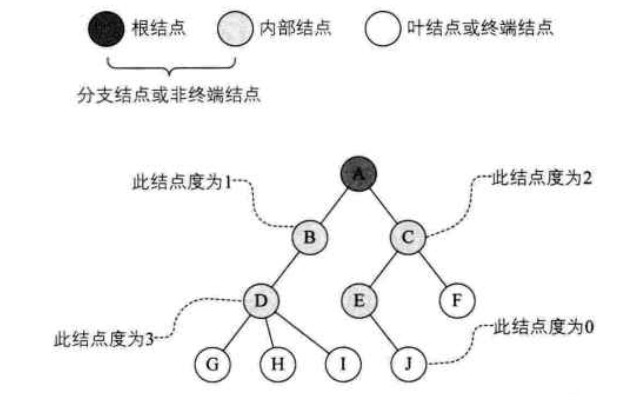 根结点 内部结点 叶结点或终端结点
分支结点或非终端结点
A
此结点度为1 此结点度为2
B C
D E F
此结点度为3 此结点度为0
G H I J